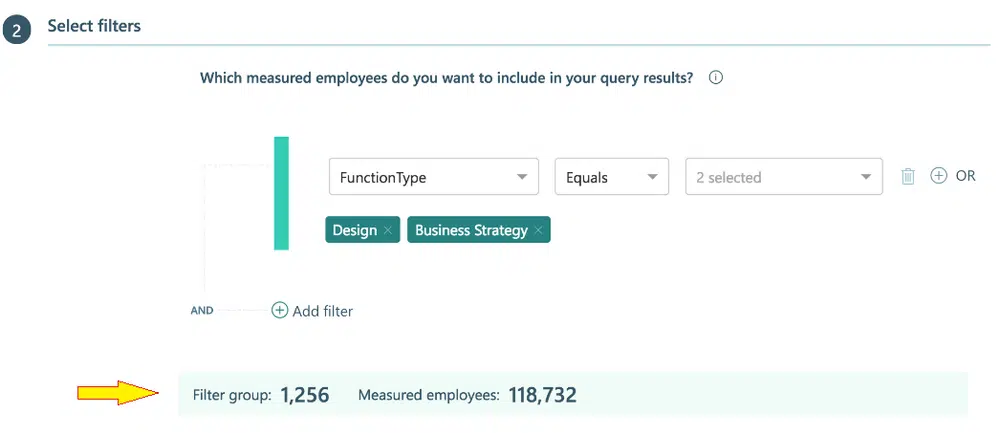 2 Select filters
Which measured employees do you want to include in your query results? i
FunctionType Equals 2 selected OR
Design × Business Strategy ×
AND Add filter
Filter group: 1,256 Measured employees: 118,732